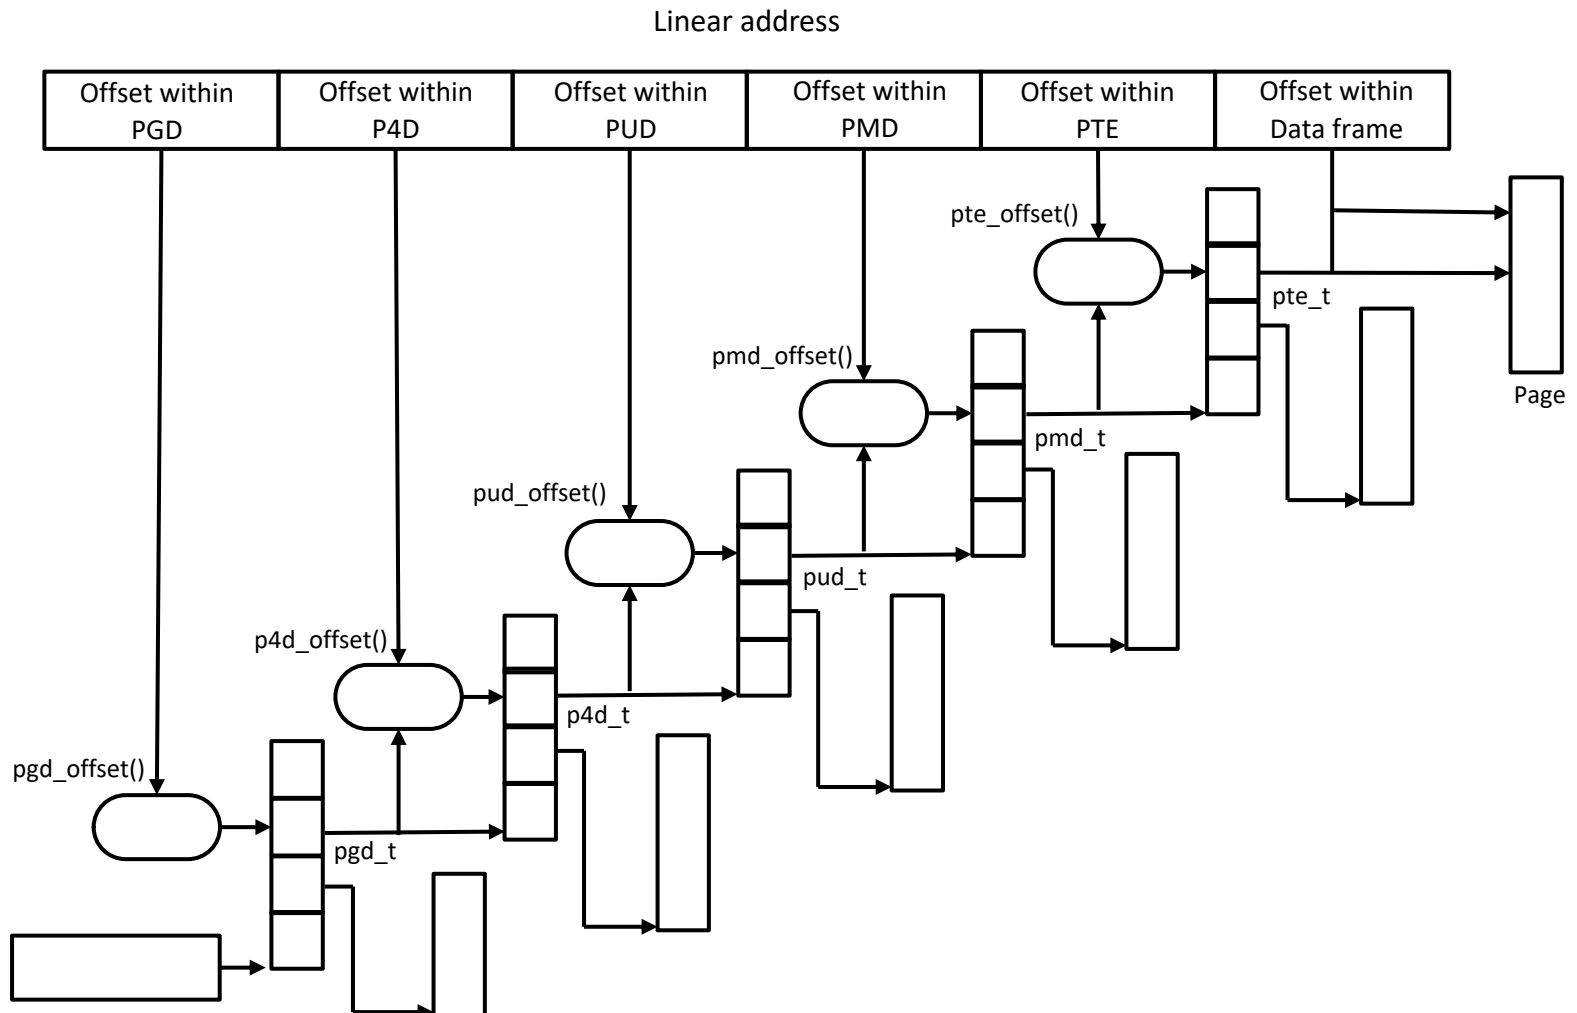 Linear address
Offset within
PGD
Offset within
P4D
Offset within
PUD
Offset within
PMD
Offset within
PTE
Offset within
Data frame
pte_offset()
pte_t
Page
pmd_offset()
pmd_t
pud_offset()
pud_t
p4d_offset()
p4d_t
pgd_offset()
pgd_t